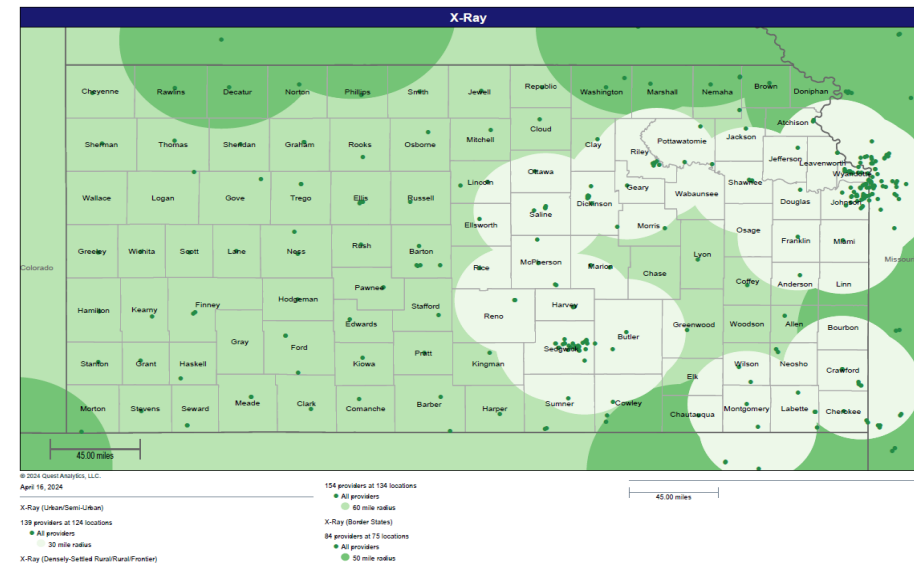 X-Ray
Cheyenne Rawlins Decatur Norton Phillips Smith Jewell Republic Washington Marshall Nemaha Brown Doniphan
Atchison
Sherman Thomas Sheridan Graham Rooks Osborne Mitchell Cloud Clay Riley Pottawatomie Jackson
Jefferson Leavenworth
Wyandotte
Wallace Logan Gove Trego Ellis Russell Lincoln Ottawa Dickinson Geary Wabaunsee Shawnee Douglas Johnson
Ellsworth Saline Morris Osage
Greeley Wichita Scott Lane Ness Rush Barton Rice McPherson Marion Chase Lyon Franklin Miami
Colorado
Missouri
Hamilton Kearny Finney Hodgeman Pawnee Stafford Reno Harvey Coffey Anderson Linn
Gray Ford Edwards Sedgwick Butler Greenwood Woodson Allen Bourbon
Stanton Grant Haskell Kiowa Pratt Kingman Elk Wilson Neosho Crawford
Morton Stevens Seward Meade Clark Comanche Barber Harper Sumner Cowley Chautauqua Montgomery Labette Cherokee
45.00 miles
© 2024 Quest Analytics, LLC.
April 16, 2024
X-Ray (Urban/Semi-Urban)
139 providers at 124 locations
All providers
30 mile radius
X-Ray (Densely-Settled Rural/Rural/Frontier)
154 providers at 134 locations
All providers
60 mile radius
X-Ray (Border States)
84 providers at 75 locations
All providers
50 mile radius
45.00 miles